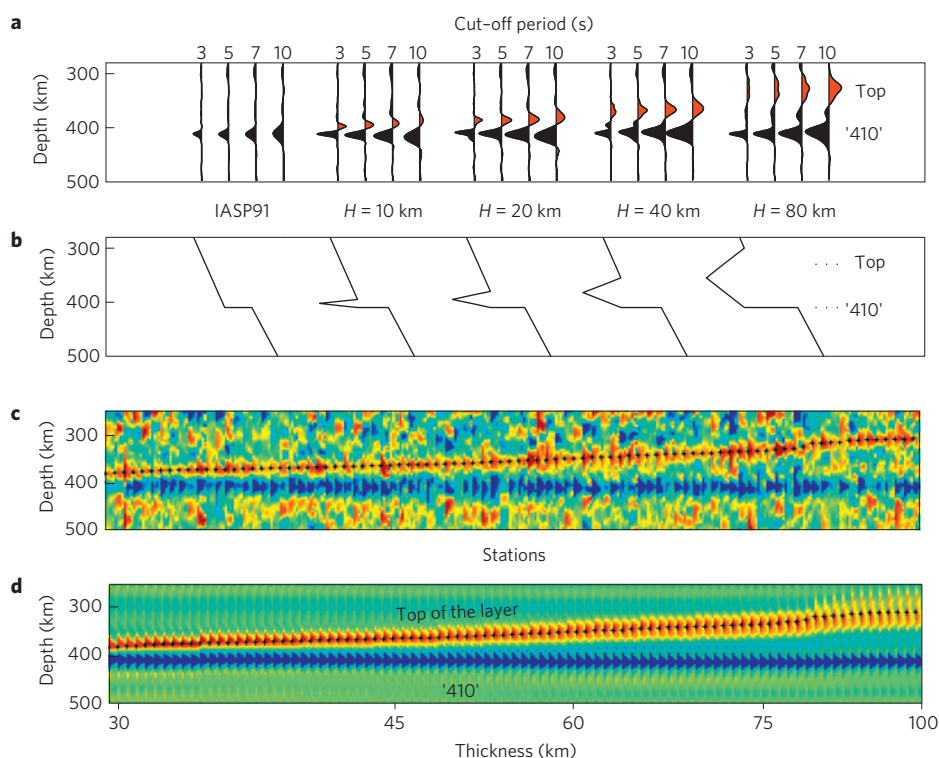 a
Cut–off period (s)
3 5 7 10 3 5 7 10 3 5 7 10 3 5 7 10 3 5 7 10
Depth (km)
300
400
500
Top
'410'
IASP91 H = 10 km H = 20 km H = 40 km H = 80 km
b
Depth (km)
300
400
500
Top
'410'
c
Depth (km)
300
400
500
Stations
d
Depth (km)
300
400
500
Top of the layer
'410'
30 45 60 75 100
Thickness (km)